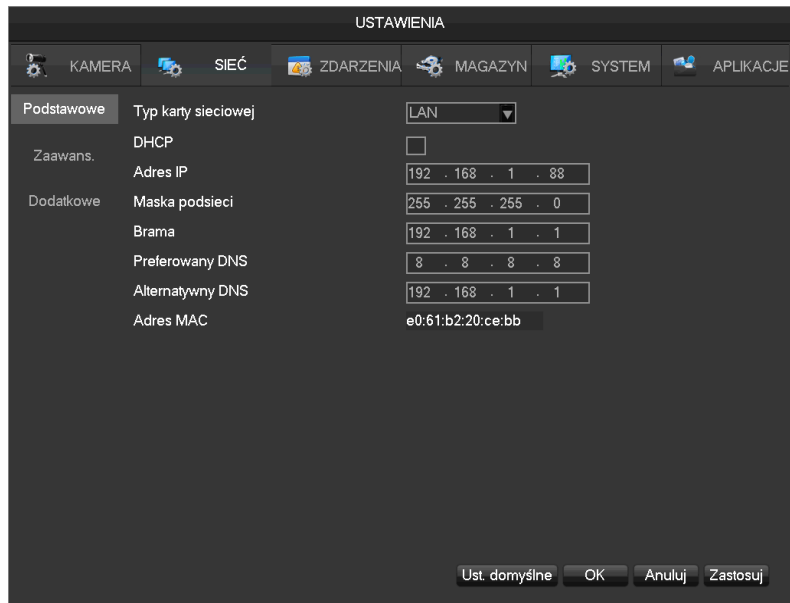 USTAWIENIA
KAMERA SIEĆ ZDARZENIA MAGAZYN SYSTEM APLIKACJE
Podstawowe
Zaawans.
Dodatkowe
Typ karty sieciowej LAN
DHCP
Adres IP 192 . 168 . 1 . 88
Maska podsieci 255 . 255 . 255 . 0
Brama 192 . 168 . 1 . 1
Preferowany DNS 8 . 8 . 8 . 8
Alternatywny DNS 192 . 168 . 1 . 1
Adres MAC e0:61:b2:20:ce:bb
Ust. domyślne OK Anuluj Zastosuj